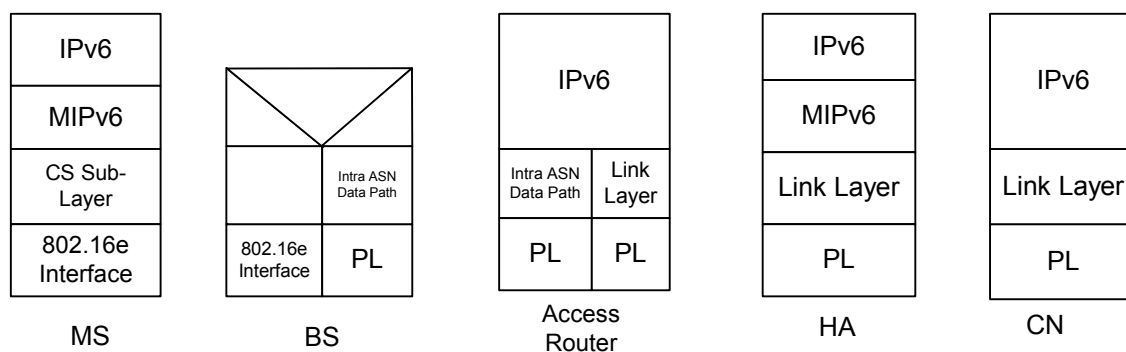 IPv6
MIPv6
CS Sub-
Layer
802.16e
Interface
MS
Intra ASN
Data Path
802.16e
Interface
PL
BS
IPv6
Intra ASN
Data Path
Link
Layer
PL
PL
Access
Router
IPv6
MIPv6
Link Layer
PL
HA
IPv6
Link Layer
PL
CN